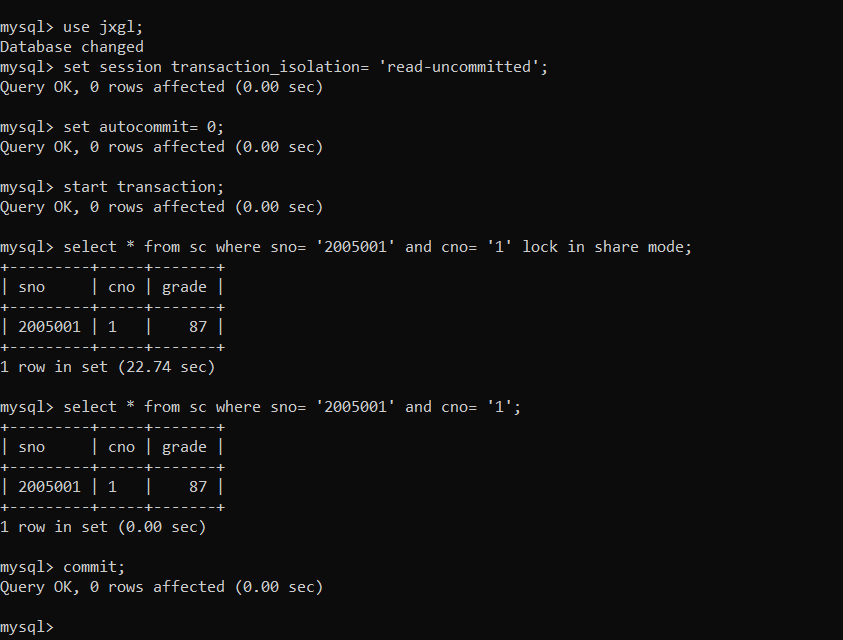 mysql> use jxgl;
Database changed
mysql> set session transaction_isolation= 'read-uncommitted';
Query OK, 0 rows affected (0.00 sec)

mysql> set autocommit= 0;
Query OK, 0 rows affected (0.00 sec)

mysql> start transaction;
Query OK, 0 rows affected (0.00 sec)

mysql> select * from sc where sno= '2005001' and cno= '1' lock in share mode;
+---------+-----+-------+
| sno     | cno | grade |
+---------+-----+-------+
| 2005001 | 1   |    87 |
+---------+-----+-------+
1 row in set (22.74 sec)

mysql> select * from sc where sno= '2005001' and cno= '1';
+---------+-----+-------+
| sno     | cno | grade |
+---------+-----+-------+
| 2005001 | 1   |    87 |
+---------+-----+-------+
1 row in set (0.00 sec)

mysql> commit;
Query OK, 0 rows affected (0.00 sec)

mysql>